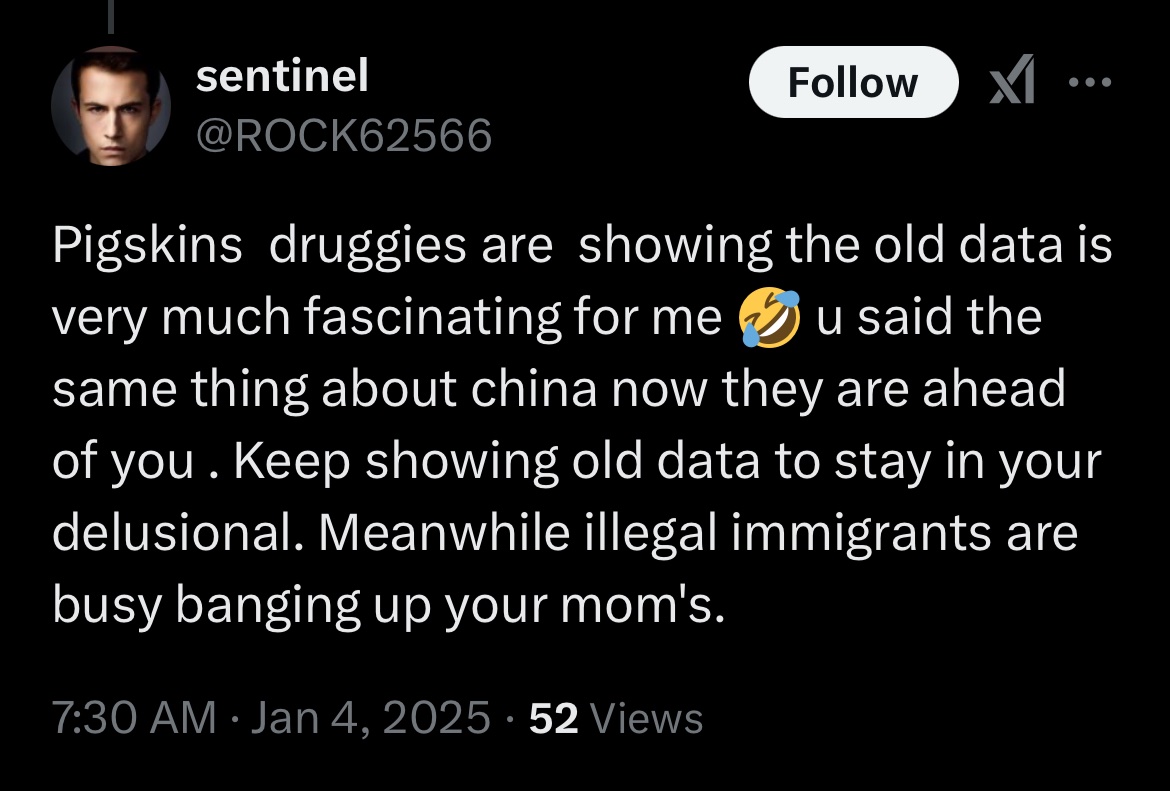 sentinel
Follow
@ROCK62566
Pigskins  druggies are  showing the old data is
very much fascinating for me 🤣 u said the
same thing about china now they are ahead
of you . Keep showing old data to stay in your
delusional. Meanwhile illegal immigrants are
busy banging up your mom's.
7:30 AM · Jan 4, 2025 · 52 Views